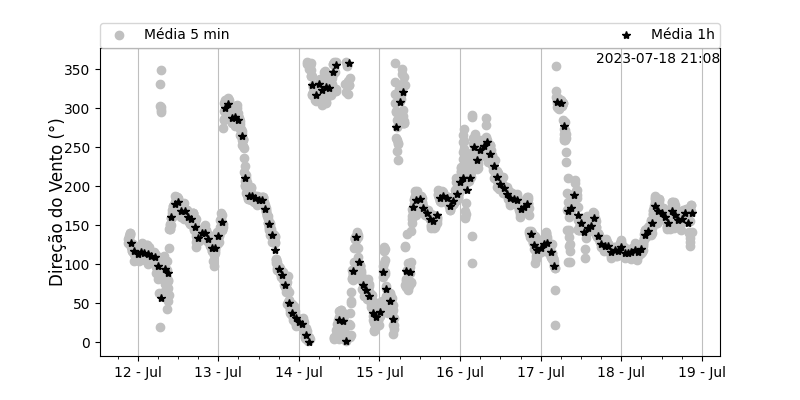 Média 5 min
Média 1h
2023-07-18 21:08
Direção do Vento (°)
350
300
250
200
150
100
50
0
12 - Jul
13 - Jul
14 - Jul
15 - Jul
16 - Jul
17 - Jul
18 - Jul
19 - Jul